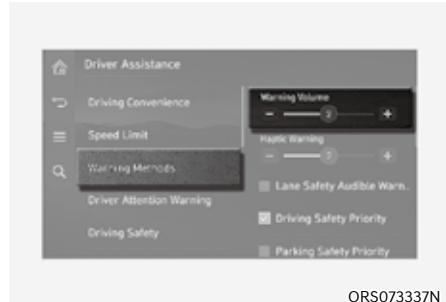 Driver Assistance
Driving Convenience
Speed Limit
Warning Methods
Driver Attention Warning
Driving Safety
Warning Volume
Haptic Warning
Lane Safety Audible Warn..
Driving Safety Priority
Parking Safety Priority
ORS073337N